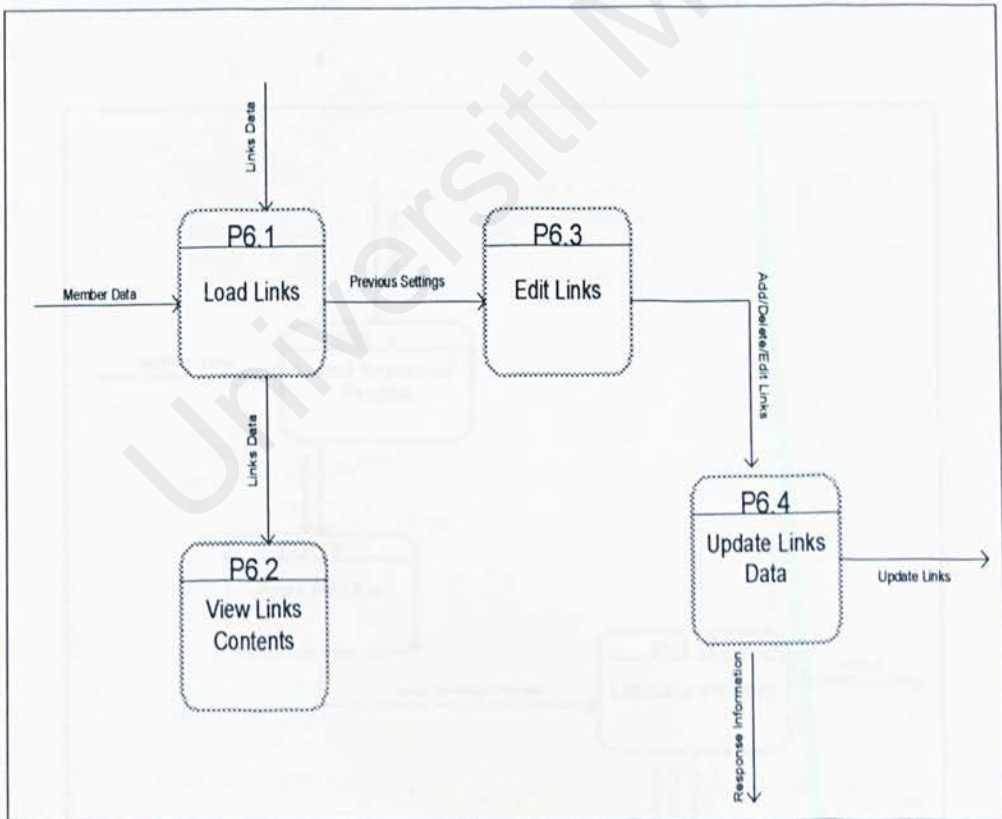 Universiti M
Links Data
P6.1
Load Links
Member Data
Previous Settings
P6.3
Edit Links
Add/Delete/Edit Links
Links Data
P6.2
View Links
Contents
P6.4
Update Links
Data
Update Links
Response Information